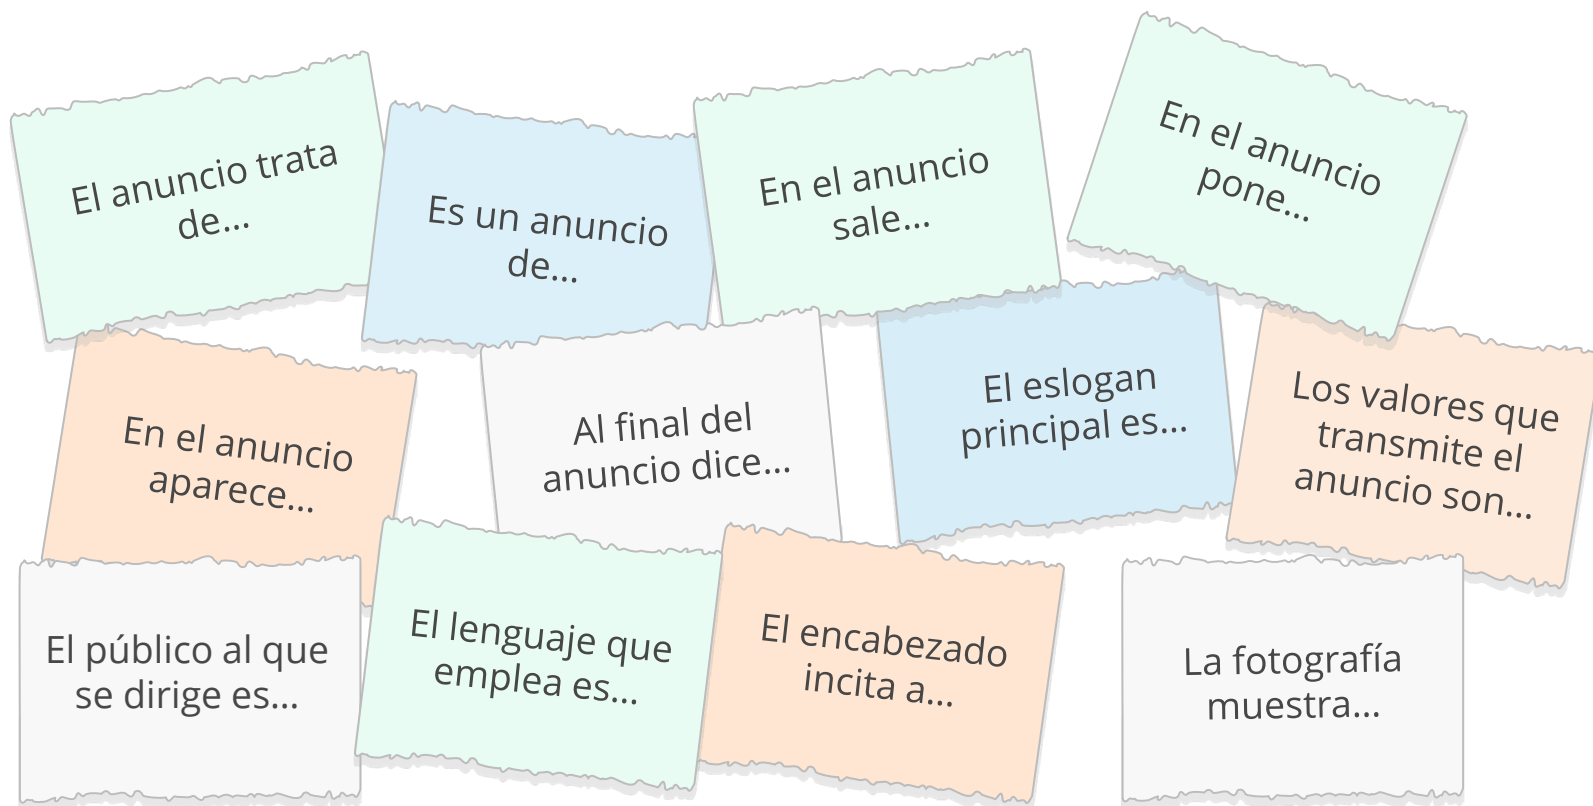 El anuncio trata
de...
Es un anuncio
de...
En el anuncio
sale...
En el anuncio
pone...
En el anuncio
aparece...
Al final del
anuncio dice...
El eslogan
principal es...
Los valores que
transmite el
anuncio son...
El público al que
se dirige es...
El lenguaje que
emplea es...
El encabezado
incita a...
La fotografía
muestra...